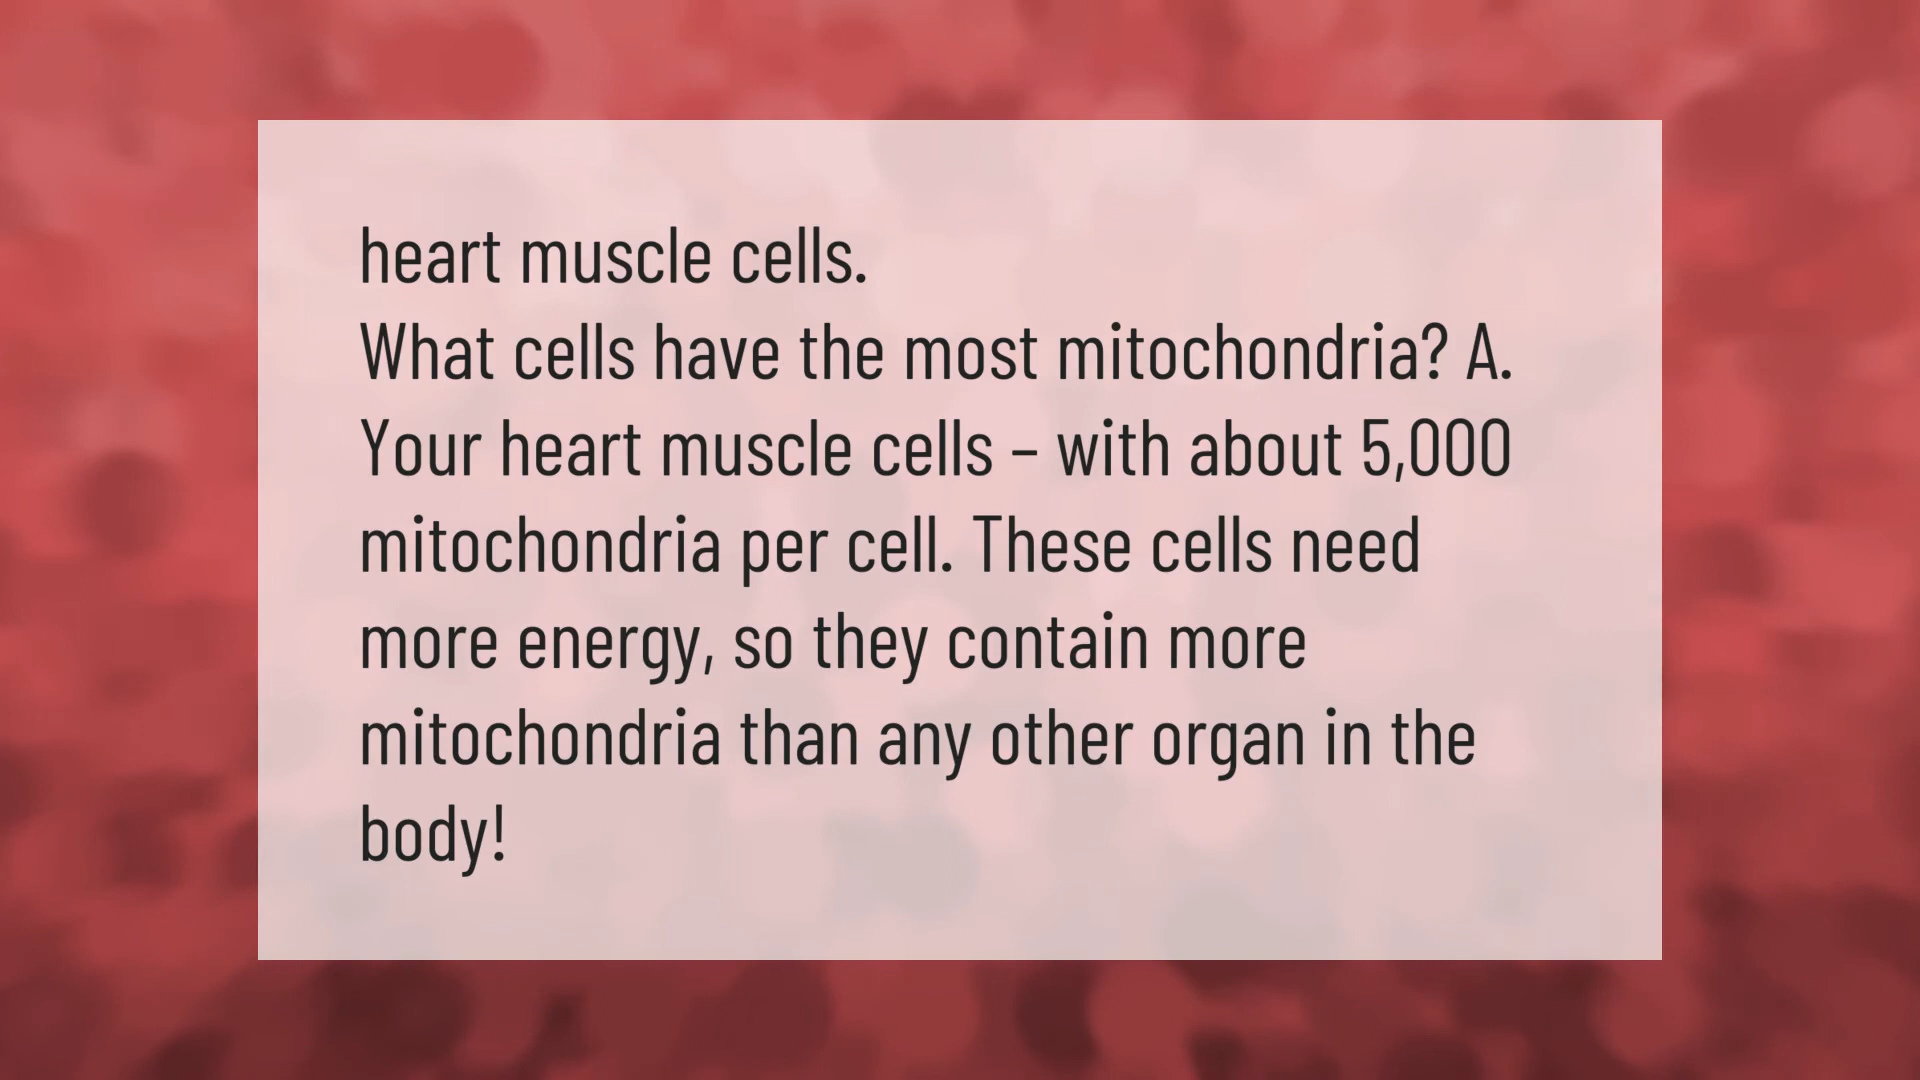 heart muscle cells.
What cells have the most mitochondria? A.
Your heart muscle cells – with about 5,000
mitochondria per cell. These cells need
more energy, so they contain more
mitochondria than any other organ in the
body!